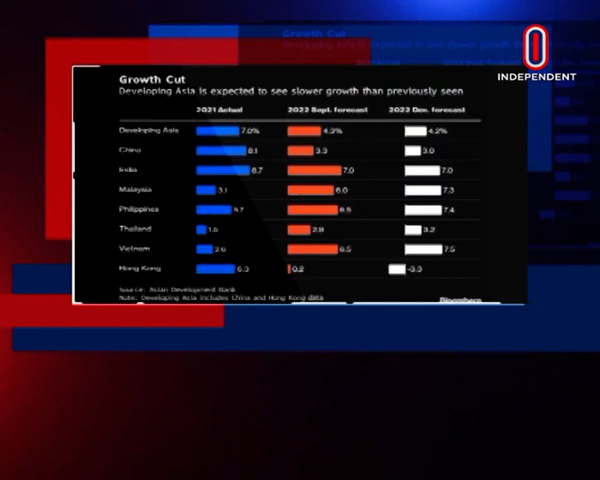 INDEPENDENT
Growth Cut
Developing Asia is expected to see slower growth than previously seen
2021 Actual 2022 Sept. forecast 2022 Dec. forecast
Developing Asia 7.0% 4.3% 4.2%
China 8.1 3.3 3.0
India 8.7 7.0 7.0
Malaysia 3.1 6.0 7.3
Philippines 5.7 6.5 7.4
Thailand 1.5 2.9 3.2
Vietnam 2.6 6.5 7.5
Hong Kong 6.3 0.2 -3.3
Source: Asian Development Bank
Note: Developing Asia includes China and Hong Kong data
Bloomberg